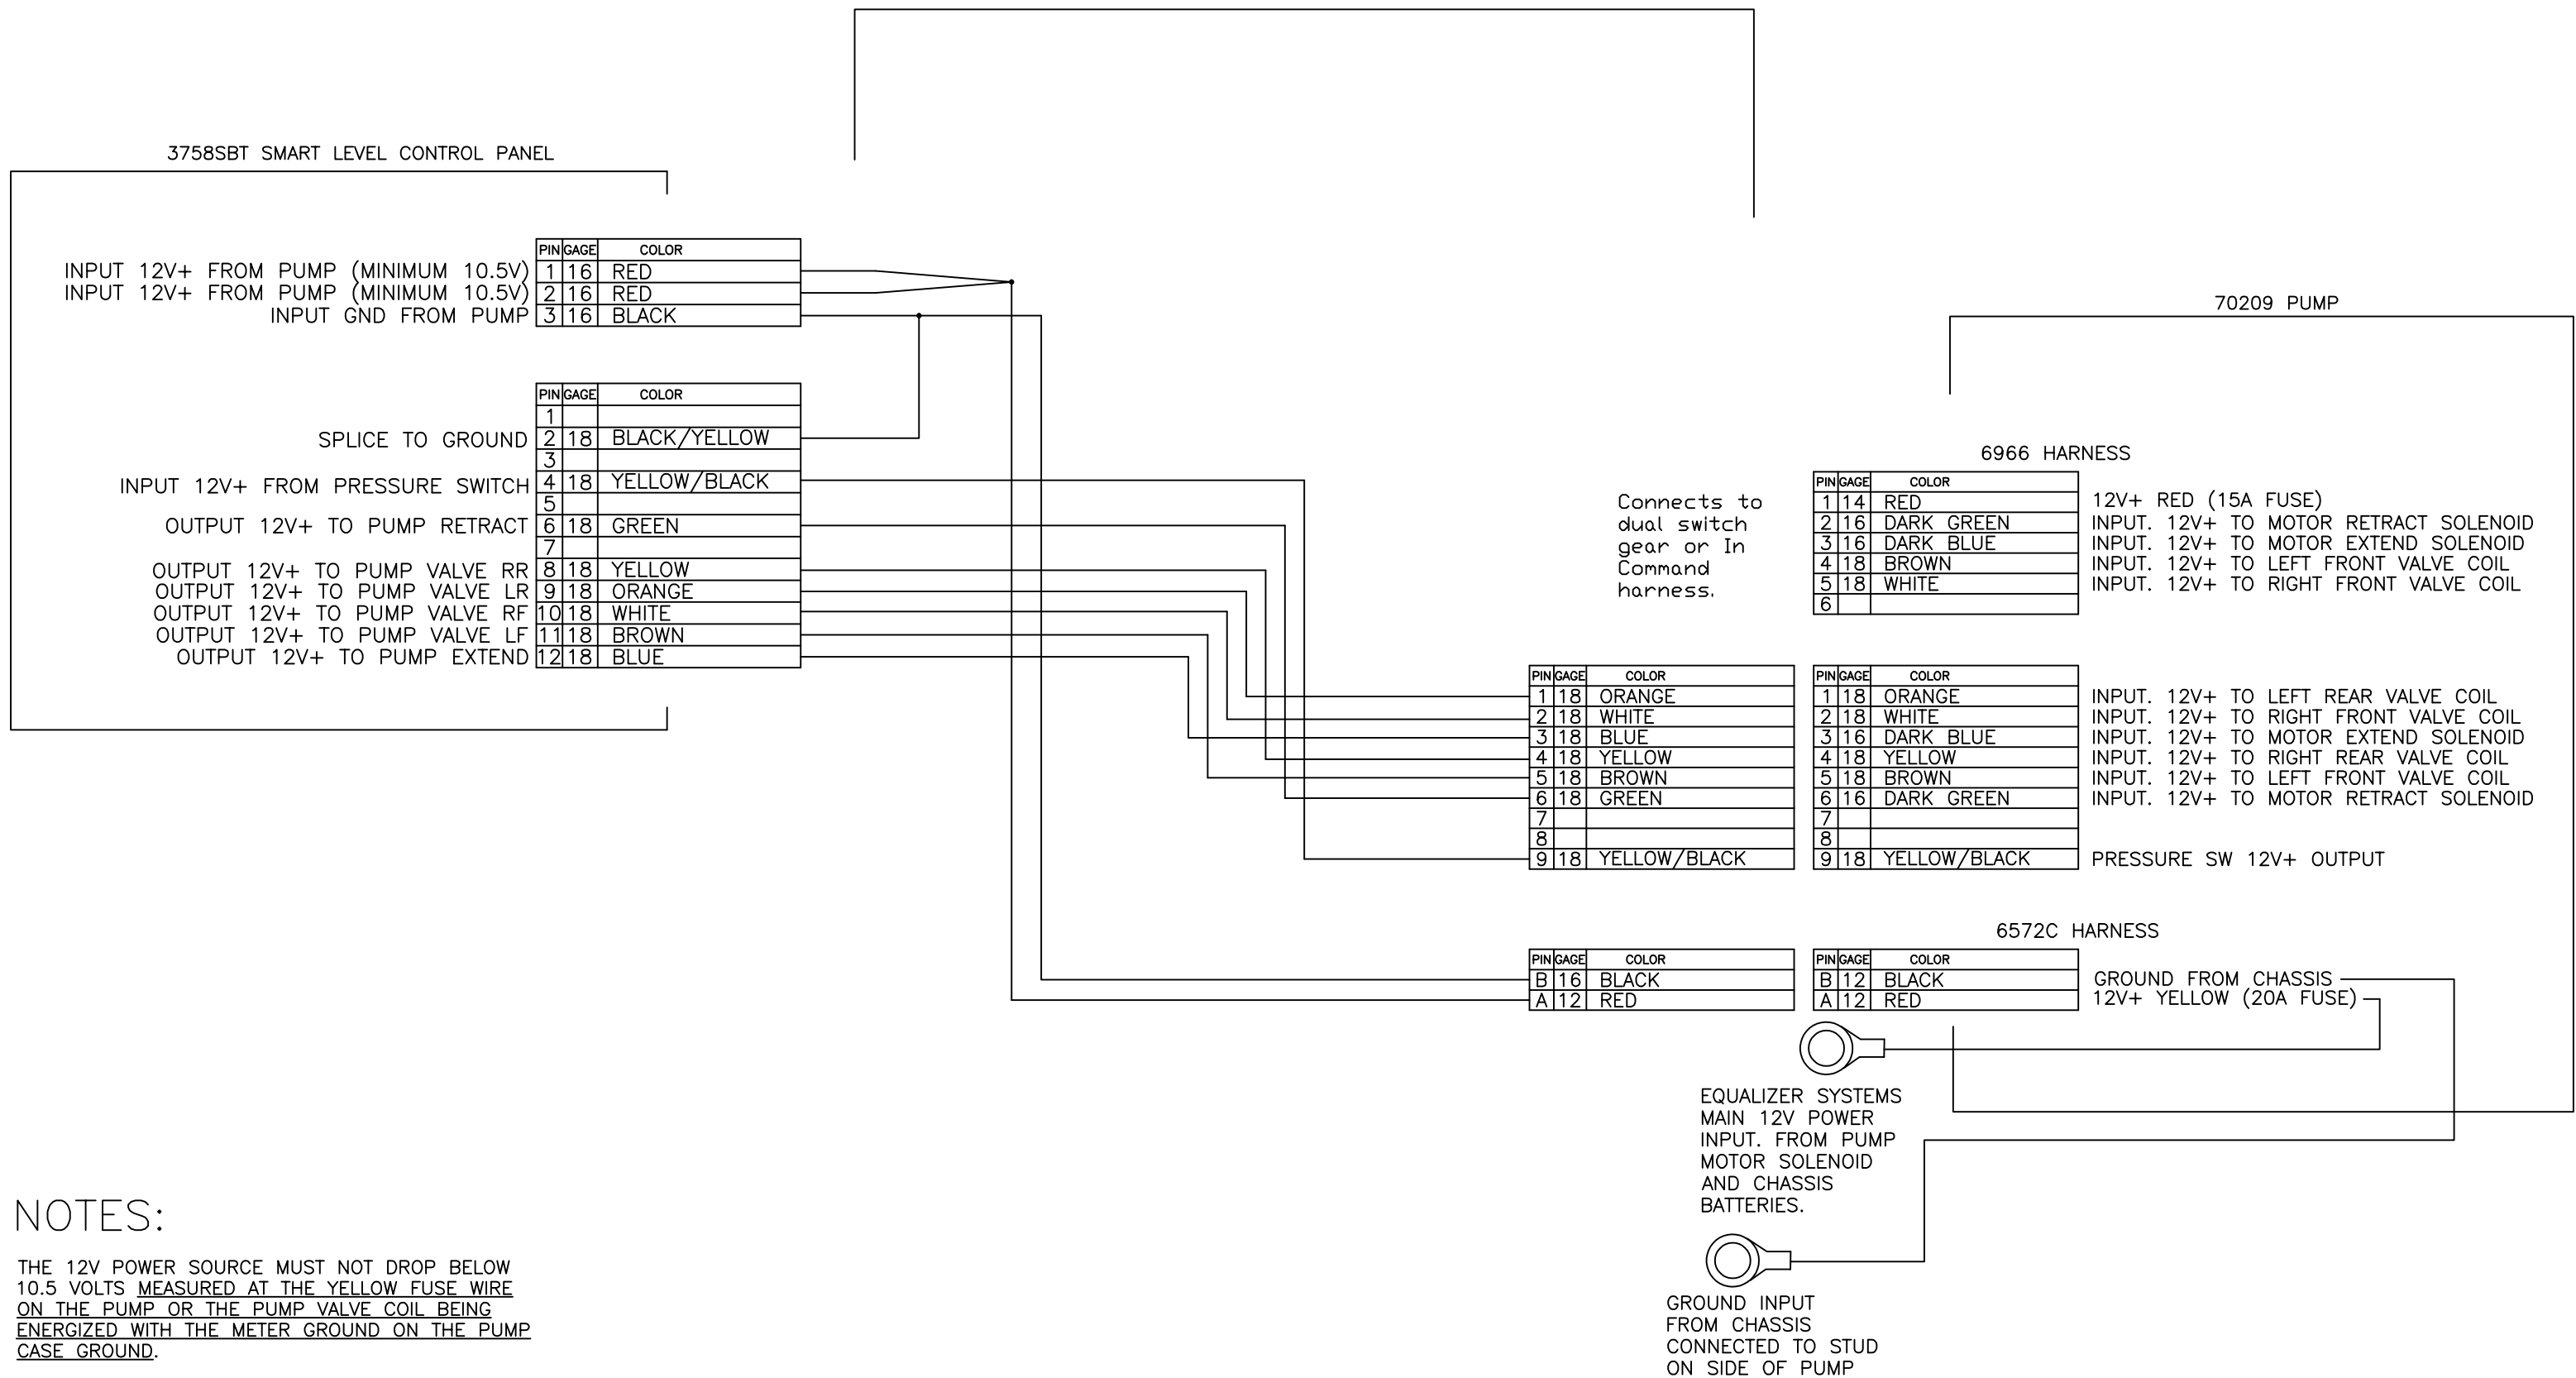 3758SBT SMART LEVEL CONTROL PANEL
PIN GAGE COLOR
INPUT 12V+ FROM PUMP (MINIMUM 10.5V) 1 16 RED
INPUT 12V+ FROM PUMP (MINIMUM 10.5V) 2 16 RED
INPUT GND FROM PUMP 3 16 BLACK
PIN GAGE COLOR
1
SPLICE TO GROUND 2 18 BLACK/YELLOW
3
INPUT 12V+ FROM PRESSURE SWITCH 4 18 YELLOW/BLACK
5
OUTPUT 12V+ TO PUMP RETRACT 6 18 GREEN
7
OUTPUT 12V+ TO PUMP VALVE RR 8 18 YELLOW
OUTPUT 12V+ TO PUMP VALVE LR 9 18 ORANGE
OUTPUT 12V+ TO PUMP VALVE RF 10 18 WHITE
OUTPUT 12V+ TO PUMP VALVE LF 11 18 BROWN
OUTPUT 12V+ TO PUMP EXTEND 12 18 BLUE
70209 PUMP
6966 HARNESS
Connects to
dual switch
gear or In
Command
harness.
PIN GAGE COLOR
1 14 RED 12V+ RED (15A FUSE)
2 16 DARK GREEN INPUT. 12V+ TO MOTOR RETRACT SOLENOID
3 16 DARK BLUE INPUT. 12V+ TO MOTOR EXTEND SOLENOID
4 18 BROWN INPUT. 12V+ TO LEFT FRONT VALVE COIL
5 18 WHITE INPUT. 12V+ TO RIGHT FRONT VALVE COIL
6
PIN GAGE COLOR
1 18 ORANGE
2 18 WHITE
3 18 BLUE
4 18 YELLOW
5 18 BROWN
6 18 GREEN
7
8
9 18 YELLOW/BLACK
PIN GAGE COLOR
1 18 ORANGE INPUT. 12V+ TO LEFT REAR VALVE COIL
2 18 WHITE INPUT. 12V+ TO RIGHT FRONT VALVE COIL
3 16 DARK BLUE INPUT. 12V+ TO MOTOR EXTEND SOLENOID
4 18 YELLOW INPUT. 12V+ TO RIGHT REAR VALVE COIL
5 18 BROWN INPUT. 12V+ TO LEFT FRONT VALVE COIL
6 16 DARK GREEN INPUT. 12V+ TO MOTOR RETRACT SOLENOID
7
8
9 18 YELLOW/BLACK PRESSURE SW 12V+ OUTPUT
6572C HARNESS
PIN GAGE COLOR
B 16 BLACK
A 12 RED
PIN GAGE COLOR
B 12 BLACK GROUND FROM CHASSIS
A 12 RED 12V+ YELLOW (20A FUSE)
EQUALIZER SYSTEMS
MAIN 12V POWER
INPUT. FROM PUMP
MOTOR SOLENOID
AND CHASSIS
BATTERIES.
GROUND INPUT
FROM CHASSIS
CONNECTED TO STUD
ON SIDE OF PUMP
NOTES:
THE 12V POWER SOURCE MUST NOT DROP BELOW
10.5 VOLTS MEASURED AT THE YELLOW FUSE WIRE
ON THE PUMP OR THE PUMP VALVE COIL BEING
ENERGIZED WITH THE METER GROUND ON THE PUMP
CASE GROUND.